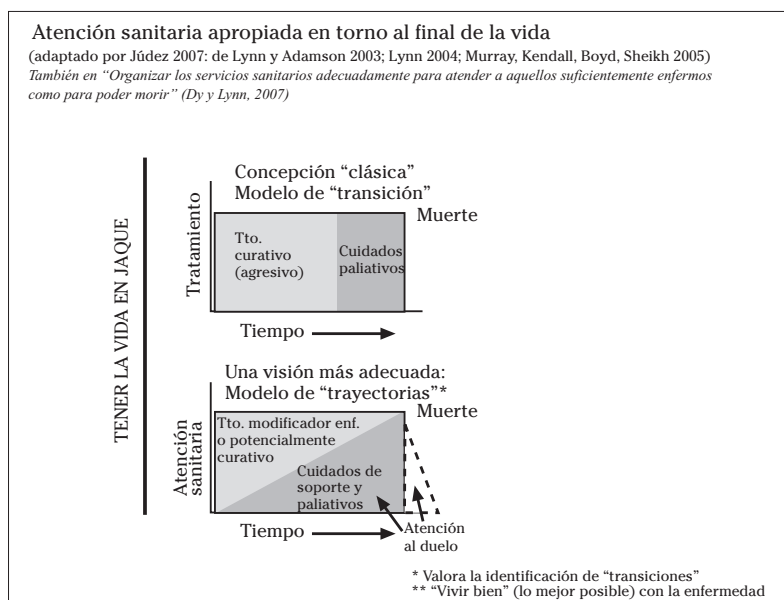 Atención sanitaria apropiada en torno al final de la vida
(adaptado por Júdez 2007: de Lynn y Adamson 2003; Lynn 2004; Murray, Kendall, Boyd, Sheikh 2005)
También en “Organizar los servicios sanitarios adecuadamente para atender a aquellos suficientemente enfermos
como para poder morir” (Dy y Lynn, 2007)
TENER LA VIDA EN JAQUE
Concepción “clásica”
Modelo de “transición”
Tratamiento
Tto.
curativo
(agresivo)
Cuidados
paliativos
Muerte
Tiempo
Una visión más adecuada:
Modelo de “trayectorias”*
Atención
sanitaria
Tto. modificador enf.
o potencialmente
curativo
Cuidados de
soporte y
paliativos
Muerte
Tiempo
Atención
al duelo
* Valora la identificación de “transiciones”
** “Vivir bien” (lo mejor posible) con la enfermedad